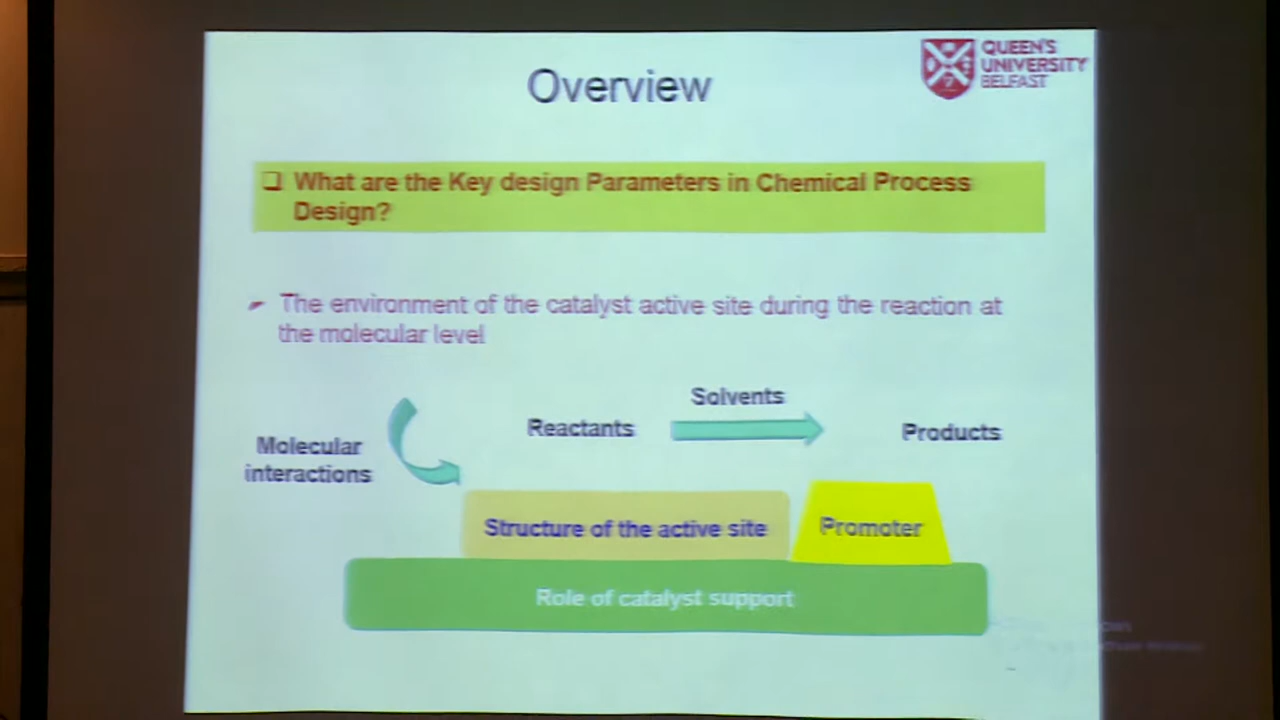 QUEEN'S
UNIVERSITY
BELFAST
Overview
What are the Key design Parameters in Chemical Process
Design?
The environment of the catalyst active site during the reaction at
the molecular level
Solvents
Reactants
Products
Molecular
interactions
Structure of the active site
Promoter
Role of catalyst support